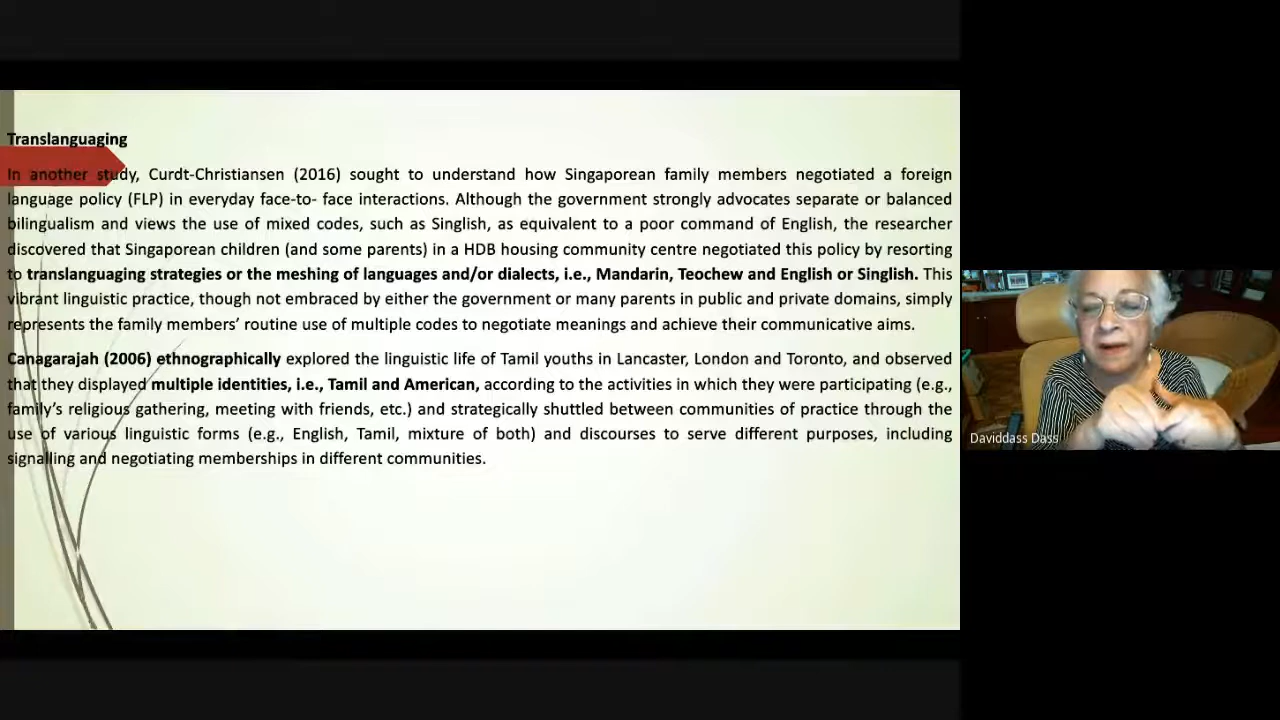 Translanguaging
In another study, Curdt-Christiansen (2016) sought to understand how Singaporean family members negotiated a foreign
language policy (FLP) in everyday face-to- face interactions. Although the government strongly advocates separate or balanced
bilingualism and views the use of mixed codes, such as Singlish, as equivalent to a poor command of English, the researcher
discovered that Singaporean children (and some parents) in a HDB housing community centre negotiated this policy by resorting
to translanguaging strategies or the meshing of languages and/or dialects, i.e., Mandarin, Teochew and English or Singlish. This
vibrant linguistic practice, though not embraced by either the government or many parents in public and private domains, simply
represents the family members' routine use of multiple codes to negotiate meanings and achieve their communicative aims.
Canagarajah (2006) ethnographically explored the linguistic life of Tamil youths in Lancaster, London and Toronto, and observed
that they displayed multiple identities, i.e., Tamil and American, according to the activities in which they were participating (e.g.,
family's religious gathering, meeting with friends, etc.) and strategically shuttled between communities of practice through the
use of various linguistic forms (e.g., English, Tamil, mixture of both) and discourses to serve different purposes, including
signalling and negotiating memberships in different communities.
Daviddass Dass